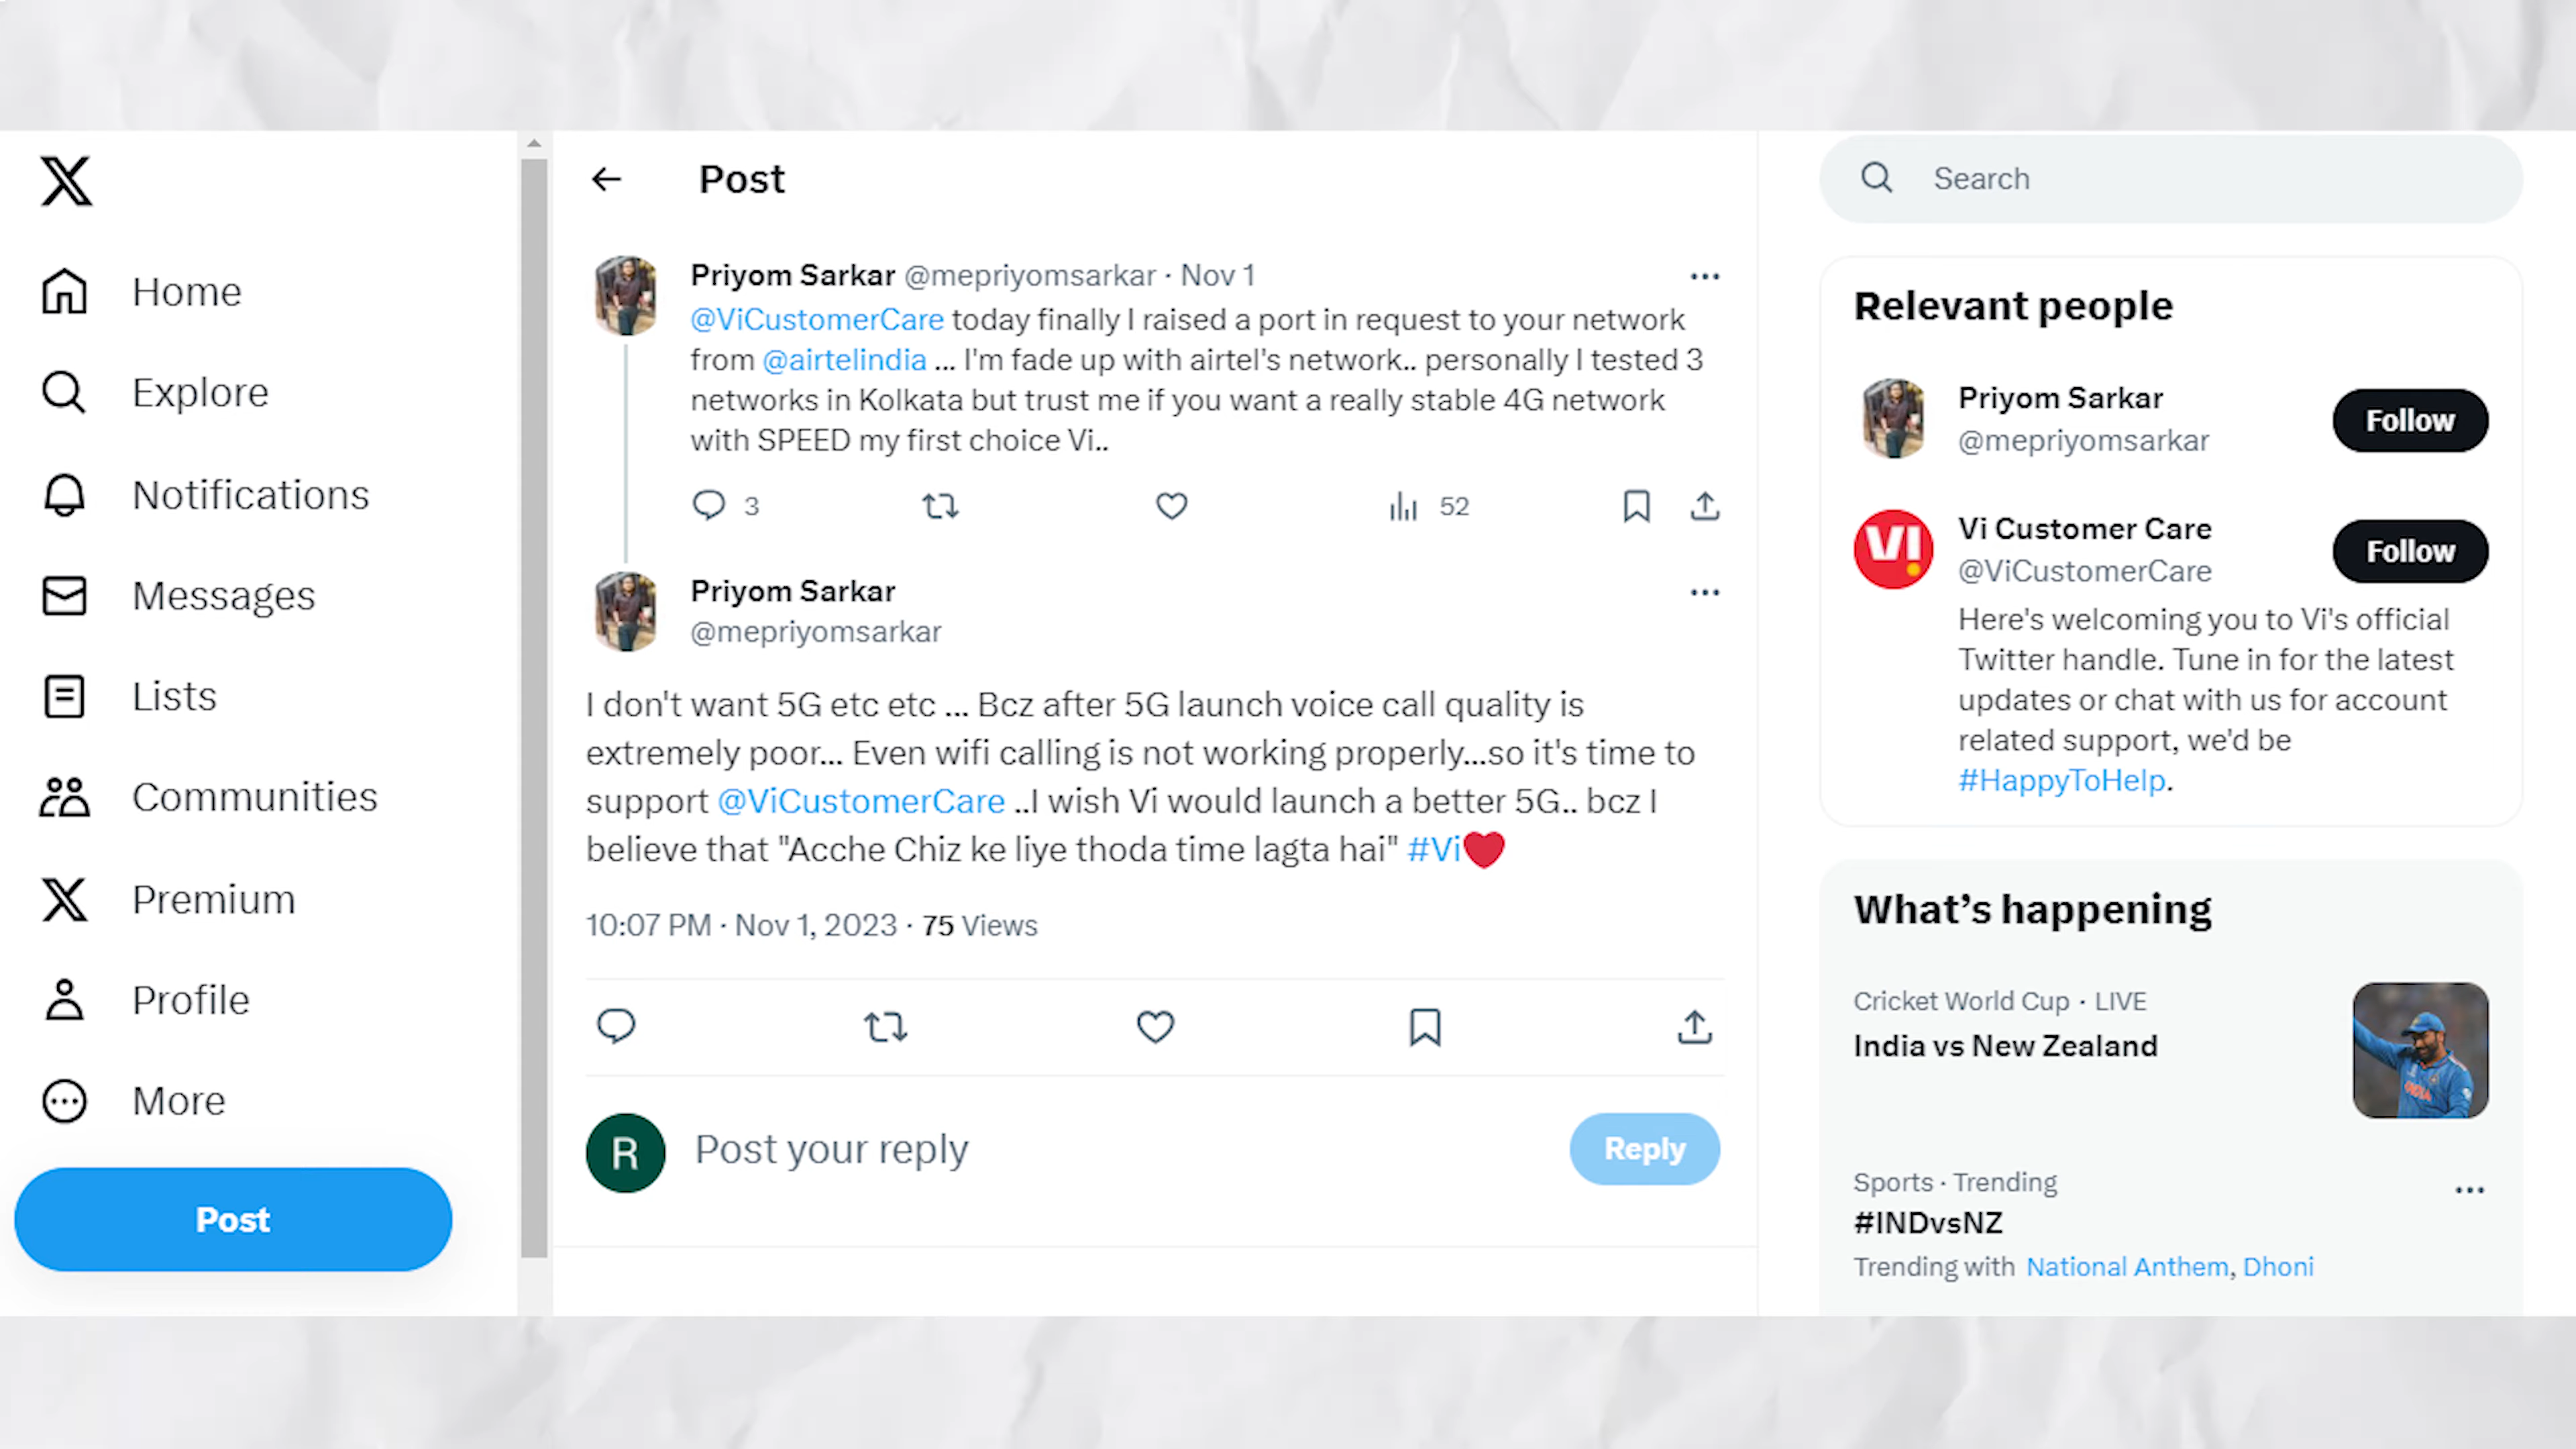 Home
Explore
Notifications
Messages
Lists
Communities
Premium
Profile
More
Post
Post
Priyom Sarkar @mepriyomsarkar · Nov 1
@ViCustomerCare today finally I raised a port in request to your network
from @airtelindia ... I'm fade up with airtel's network.. personally I tested 3
networks in Kolkata but trust me if you want a really stable 4G network
with SPEED my first choice Vi..
3 52
Priyom Sarkar
@mepriyomsarkar
I don't want 5G etc etc ... Bcz after 5G launch voice call quality is
extremely poor... Even wifi calling is not working properly...so it's time to
support @ViCustomerCare ..I wish Vi would launch a better 5G.. bcz I
believe that "Acche Chiz ke liye thoda time lagta hai" #Vi❤️
10:07 PM · Nov 1, 2023 · 75 Views
R
Post your reply
Reply
Search
Relevant people
Priyom Sarkar
@mepriyomsarkar
Follow
VI
Vi Customer Care
@ViCustomerCare
Follow
Here's welcoming you to Vi's official
Twitter handle. Tune in for the latest
updates or chat with us for account
related support, we'd be
#HappyToHelp.
What's happening
Cricket World Cup · LIVE
India vs New Zealand
INDIA
Sports · Trending
#INDvsNZ
Trending with National Anthem, Dhoni